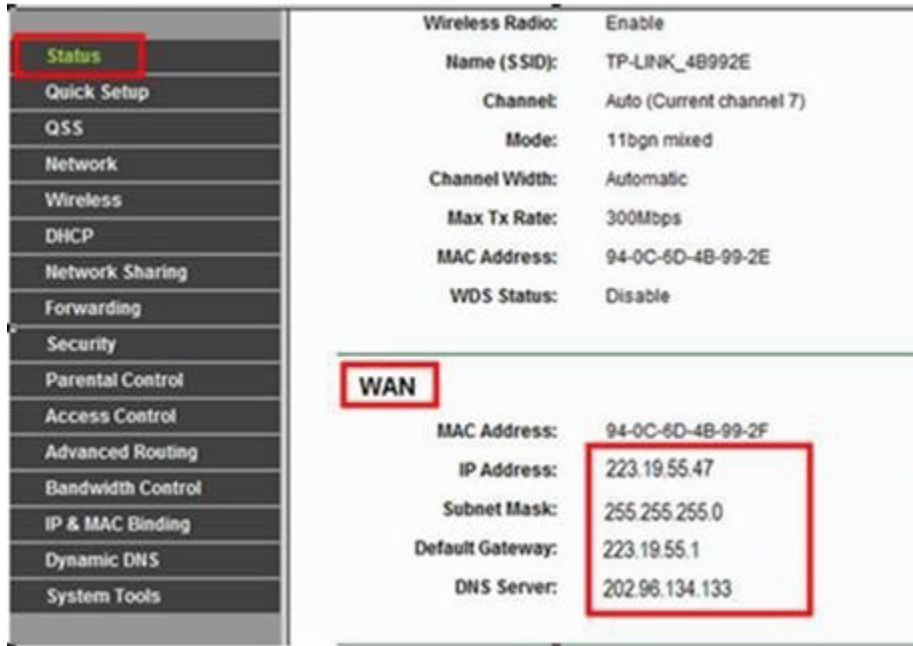 Status
Quick Setup
QSS
Network
Wireless
DHCP
Network Sharing
Forwarding
Security
Parental Control
Access Control
Advanced Routing
Bandwidth Control
IP & MAC Binding
Dynamic DNS
System Tools
Wireless Radio: Enable
Name (SSID): TP-LINK_4B992E
Channel: Auto (Current channel 7)
Mode: 11bgn mixed
Channel Width: Automatic
Max Tx Rate: 300Mbps
MAC Address: 94-0C-6D-4B-99-2E
WDS Status: Disable
WAN
MAC Address: 94-0C-6D-4B-99-2F
IP Address: 223.19.55.47
Subnet Mask: 255.255.255.0
Default Gateway: 223.19.55.1
DNS Server: 202.96.134.133